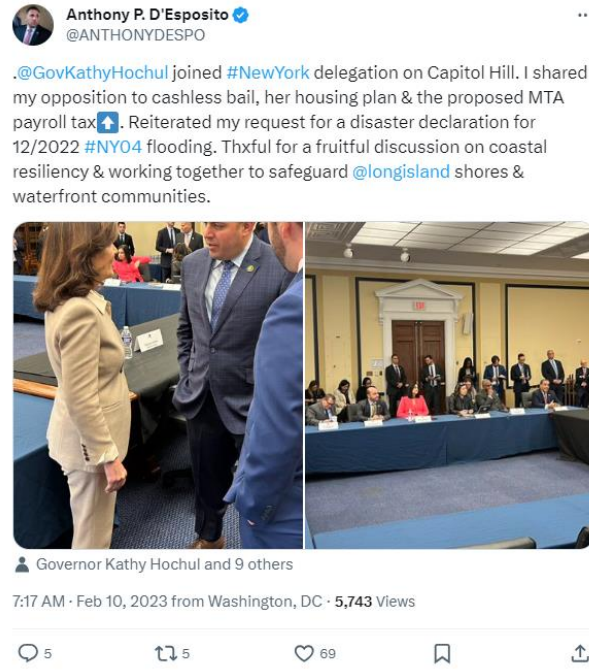 Anthony P. D'Esposito
@ANTHONYDESPO
.@GovKathyHochul joined #NewYork delegation on Capitol Hill. I shared
my opposition to cashless bail, her housing plan & the proposed MTA
payroll tax⬆️. Reiterated my request for a disaster declaration for
12/2022 #NY04 flooding. Thxful for a fruitful discussion on coastal
resiliency & working together to safeguard @longisland shores &
waterfront communities.
Governor Kathy Hochul and 9 others
7:17 AM · Feb 10, 2023 from Washington, DC · 5,743 Views
5 5 69